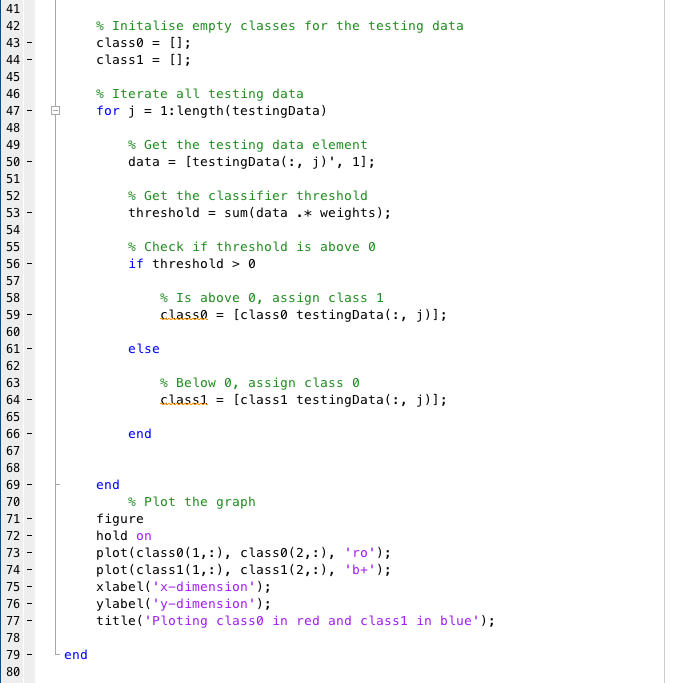 41
42 % Initalise empty classes for the testing data
43 - class0 = [];
44 - class1 = [];
45
46 % Iterate all testing data
47 - for j = 1:length(testingData)
48
49 % Get the testing data element
50 - data = [testingData(:, j)', 1];
51
52 % Get the classifier threshold
53 - threshold = sum(data .* weights);
54
55 % Check if threshold is above 0
56 - if threshold > 0
57
58 % Is above 0, assign class 1
59 - class0 = [class0 testingData(:, j)];
60
61 - else
62
63 % Below 0, assign class 0
64 - class1 = [class1 testingData(:, j)];
65
66 - end
67
68
69 - end
70 % Plot the graph
71 - figure
72 - hold on
73 - plot(class0(1,:), class0(2,:), 'ro');
74 - plot(class1(1,:), class1(2,:), 'b+');
75 - xlabel('x-dimension');
76 - ylabel('y-dimension');
77 - title('Ploting class0 in red and class1 in blue');
78
79 - end
80